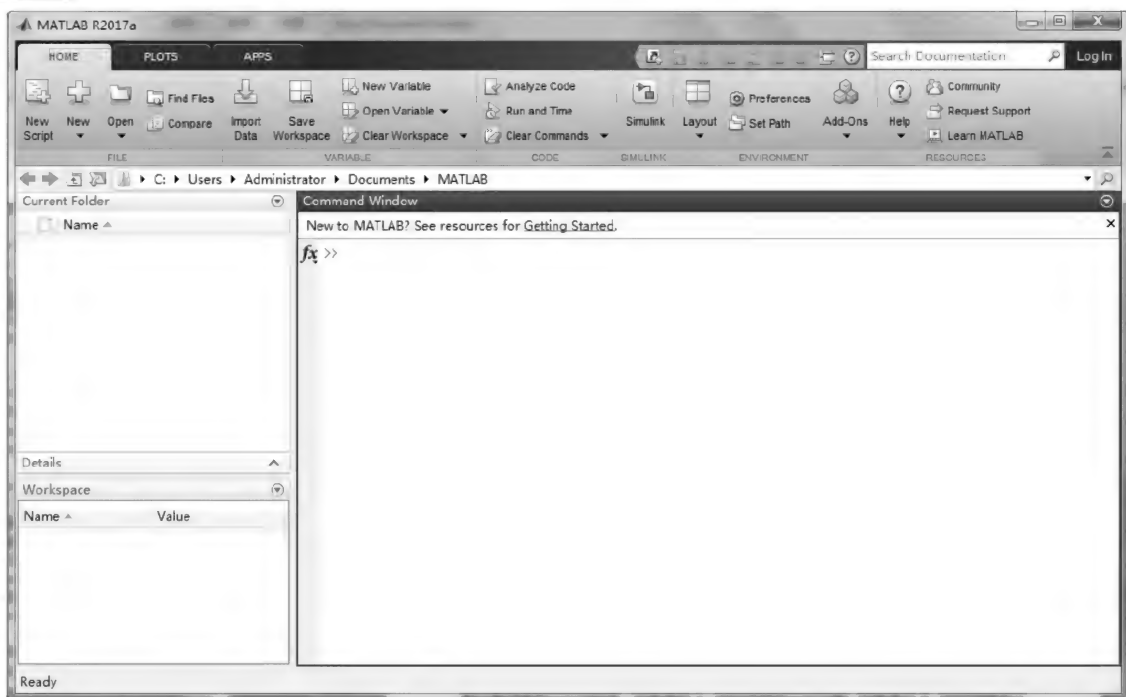 MATLAB R2017a
HOME PLOTS APPS Search Documentation Log In
New Script New Open Find Files Compare Import Data Save Workspace New Variable Open Variable Clear Workspace Analyze Code Run and Time Clear Commands Simulink Layout Preferences Set Path Add-Ons Help Community Request Support Learn MATLAB
FILE VARIABLE CODE SIMULINK ENVIRONMENT RESOURCES
C: Users Administrator Documents MATLAB
Current Folder
Name
Command Window
New to MATLAB? See resources for Getting Started.
fx >>
Details
Workspace
Name Value
Ready